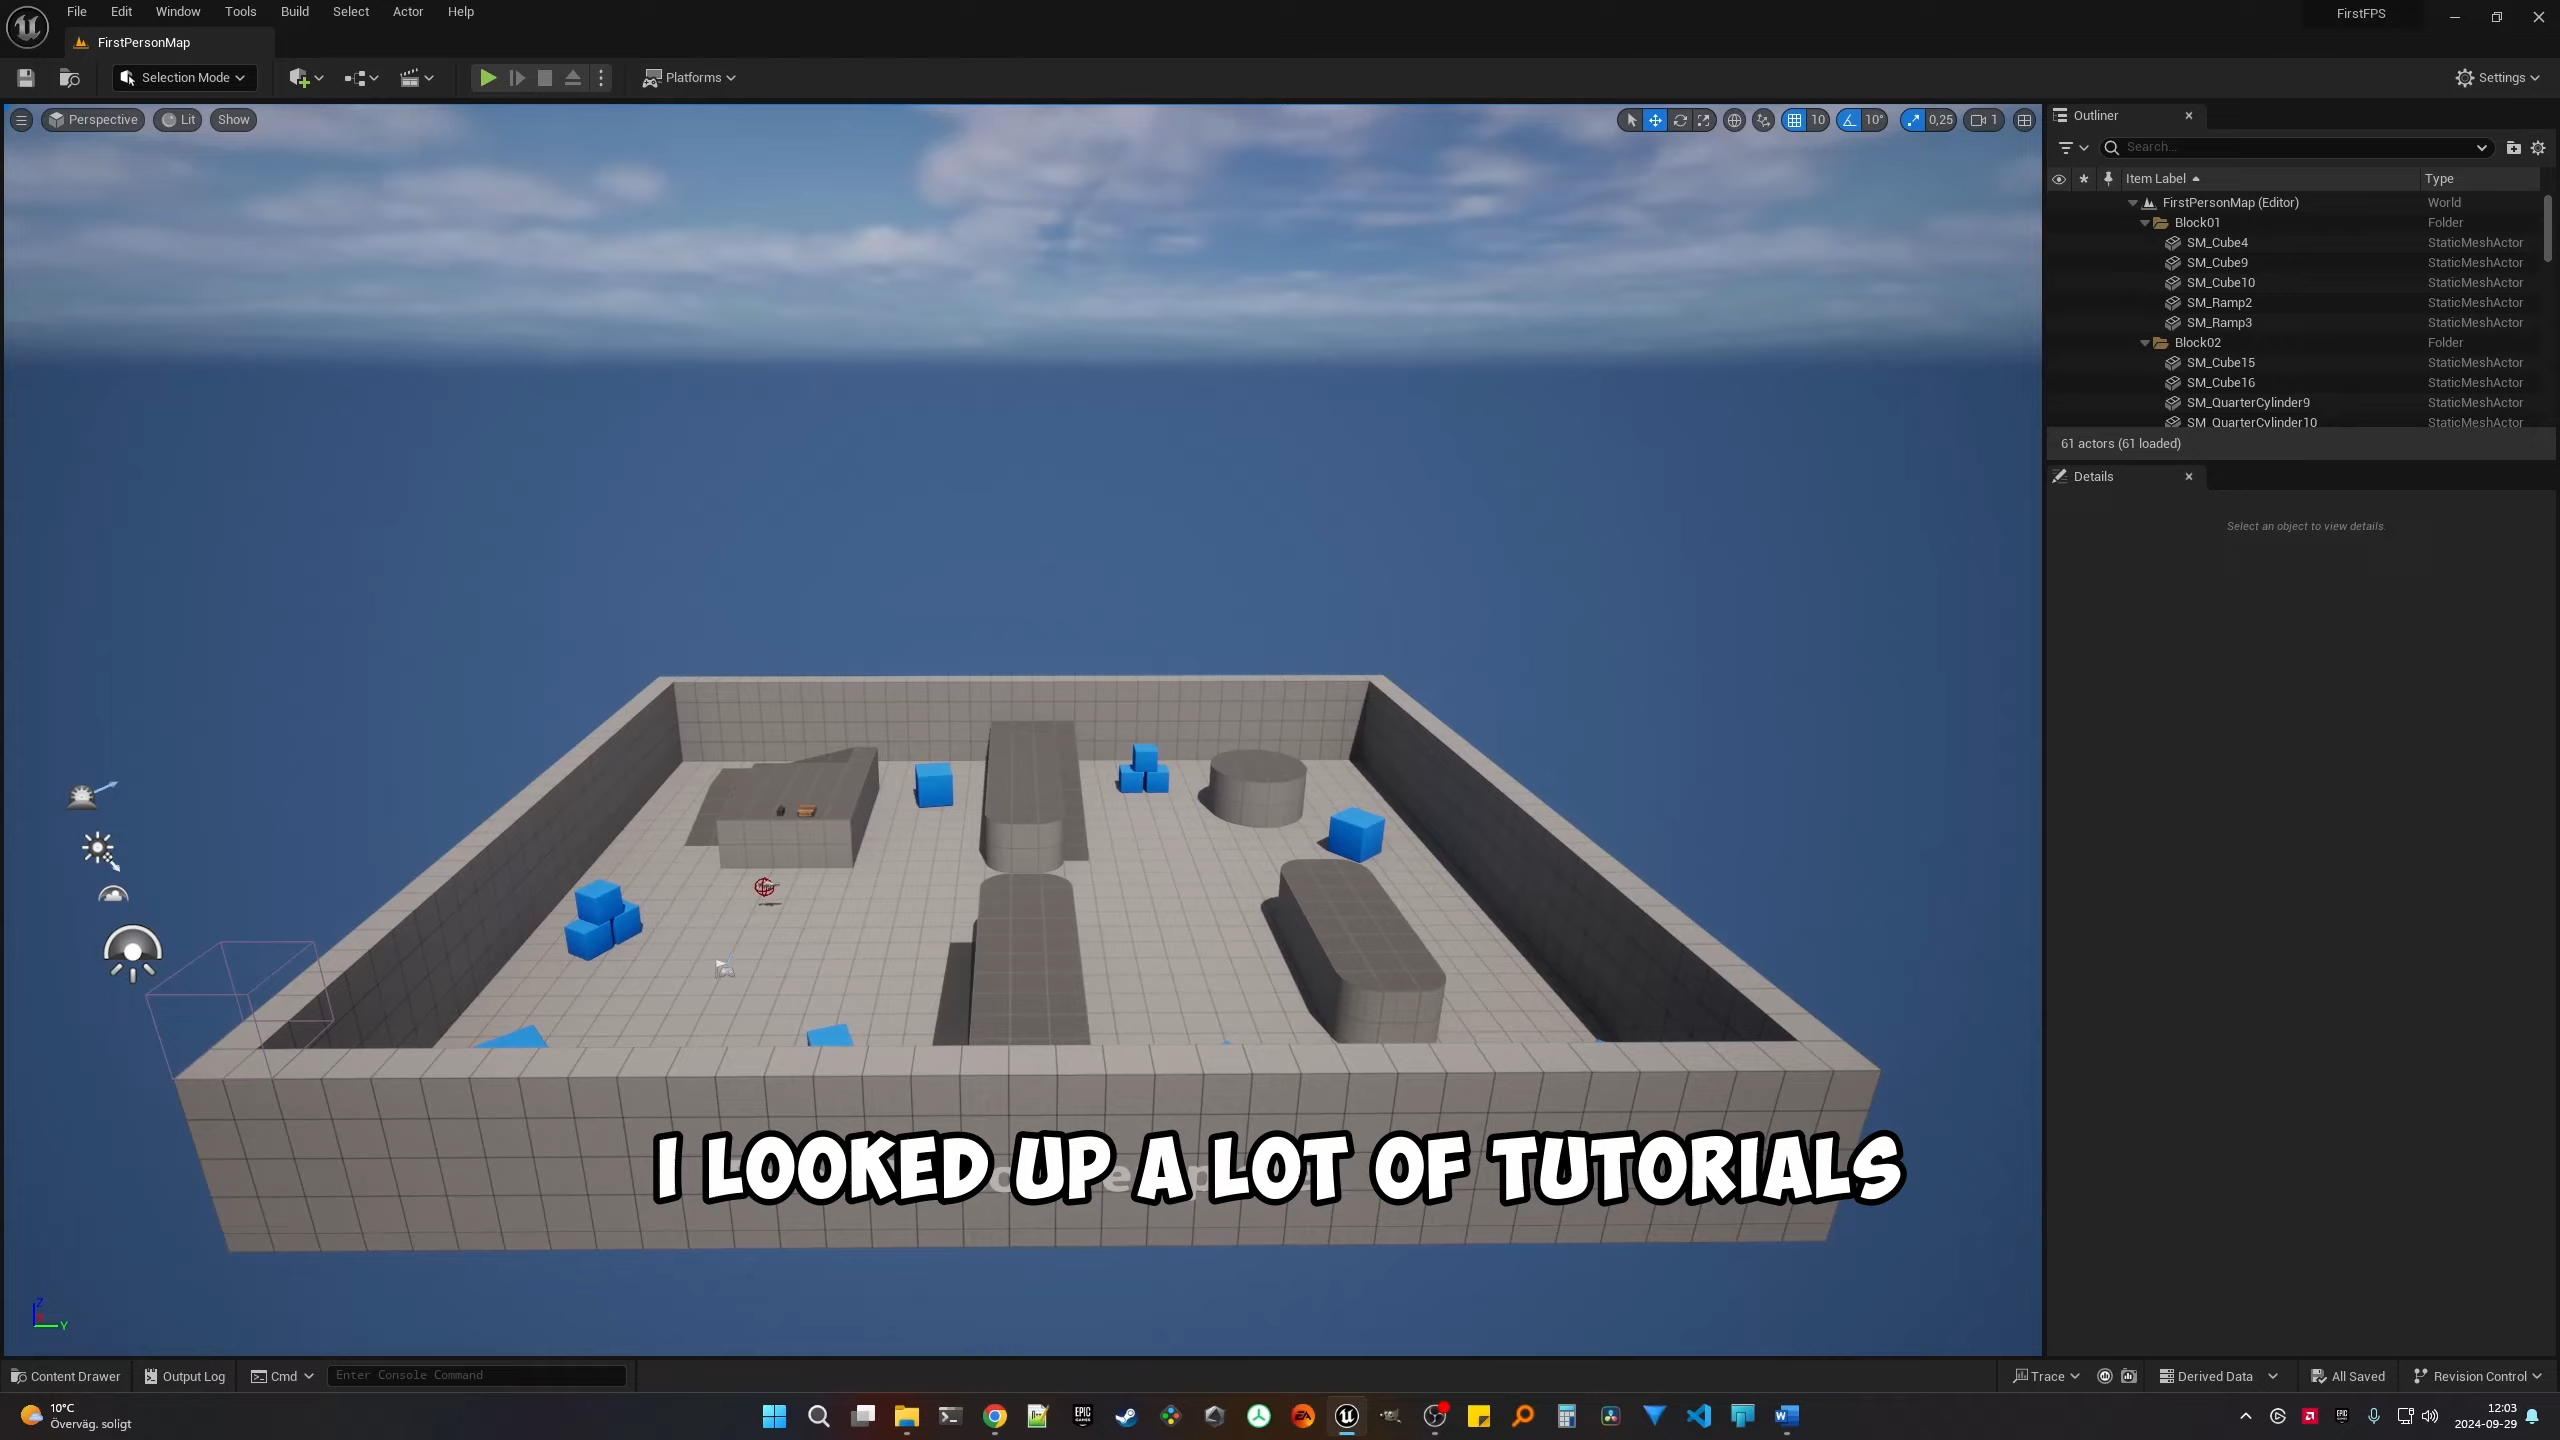 File Edit Window Tools Build Select Actor Help
FirstFPS
FirstPersonMap
Selection Mode
Platforms
Settings
Perspective Lit Show
10 10° 0,25 1
Outliner
Search...
Item Label Type
FirstPersonMap (Editor) World
Block01 Folder
SM_Cube4 StaticMeshActor
SM_Cube9 StaticMeshActor
SM_Cube10 StaticMeshActor
SM_Ramp2 StaticMeshActor
SM_Ramp3 StaticMeshActor
Block02 Folder
SM_Cube15 StaticMeshActor
SM_Cube16 StaticMeshActor
SM_QuarterCylinder9 StaticMeshActor
SM_QuarterCylinder10 StaticMeshActor
61 actors (61 loaded)
Details
Select an object to view details.
I LOOKED UP A LOT OF TUTORIALS
Z
Y
Content Drawer Output Log Cmd Enter Console Command Trace Derived Data All Saved Revision Control
10°C
Överväg. soligt
EPIC GAMES
EA
12:03
2024-09-29